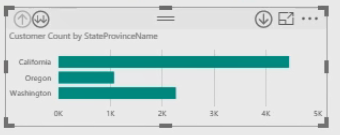 Customer Count by StateProvinceName
California
Oregon
Washington
0K 1K 2K 3K 4K 5K